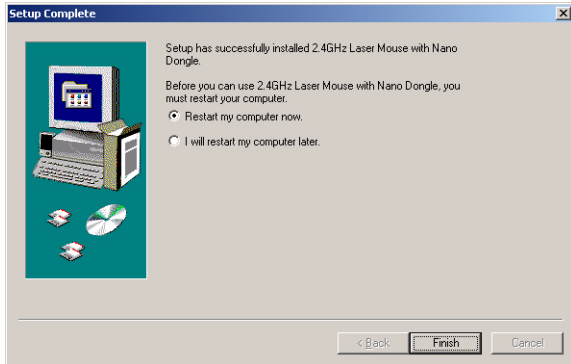 Setup Complete
Setup has successfully installed 2.4GHz Laser Mouse with Nano
Dongle.
Before you can use 2.4GHz Laser Mouse with Nano Dongle, you
must restart your computer.
Restart my computer now.
I will restart my computer later.
< Back
Finish
Cancel